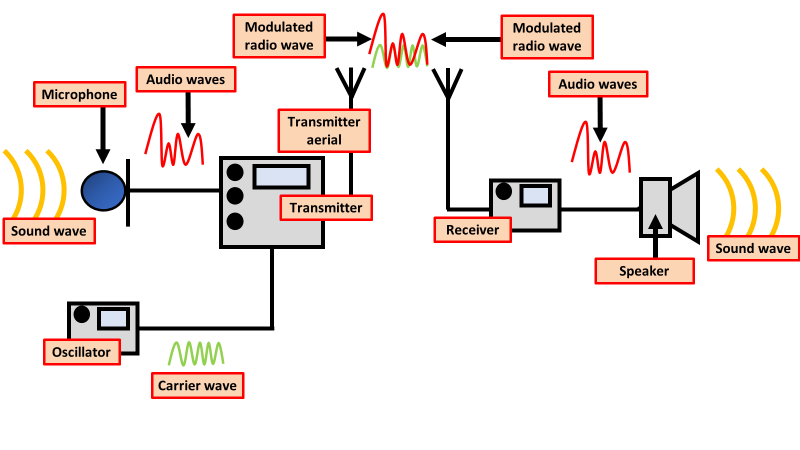 Modulated
radio wave
Modulated
radio wave
Audio waves
Audio waves
Microphone
Transmitter
aerial
Transmitter
Sound wave
Receiver
Sound wave
Speaker
Oscillator
Carrier wave